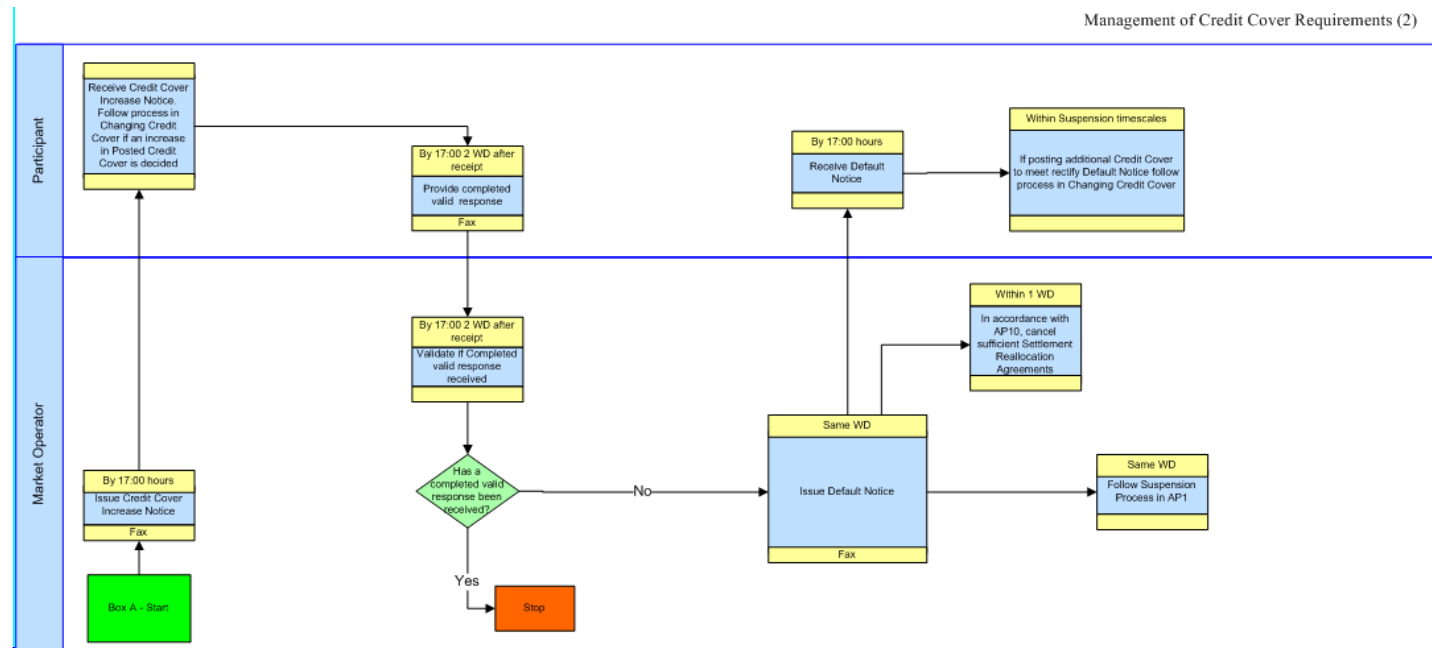 Management of Credit Cover Requirements (2)
Participant
Receive Credit Cover
Increase Notice.
Follow process in
Changing Credit
Cover if an increase
in Posted Credit
Cover is decided
By 17:00 2 WD after
receipt
Provide completed
valid response
Fax
By 17:00 hours
Receive Default
Notice
Within Suspension timescales
If posting additional Credit Cover
to meet rectify Default Notice follow
process in Changing Credit Cover
Market Operator
By 17:00 hours
Issue Credit Cover
Increase Notice
Fax
Box A - Start
By 17:00 2 WD after
receipt
Validate if Completed
valid response
received
Has a
completed valid
response been
received?
Yes
Stop
No
Same WD
Issue Default Notice
Fax
Within 1 WD
In accordance with
AP10, cancel
sufficient Settlement
Reallocation
Agreements
Same WD
Follow Suspension
Process in AP1